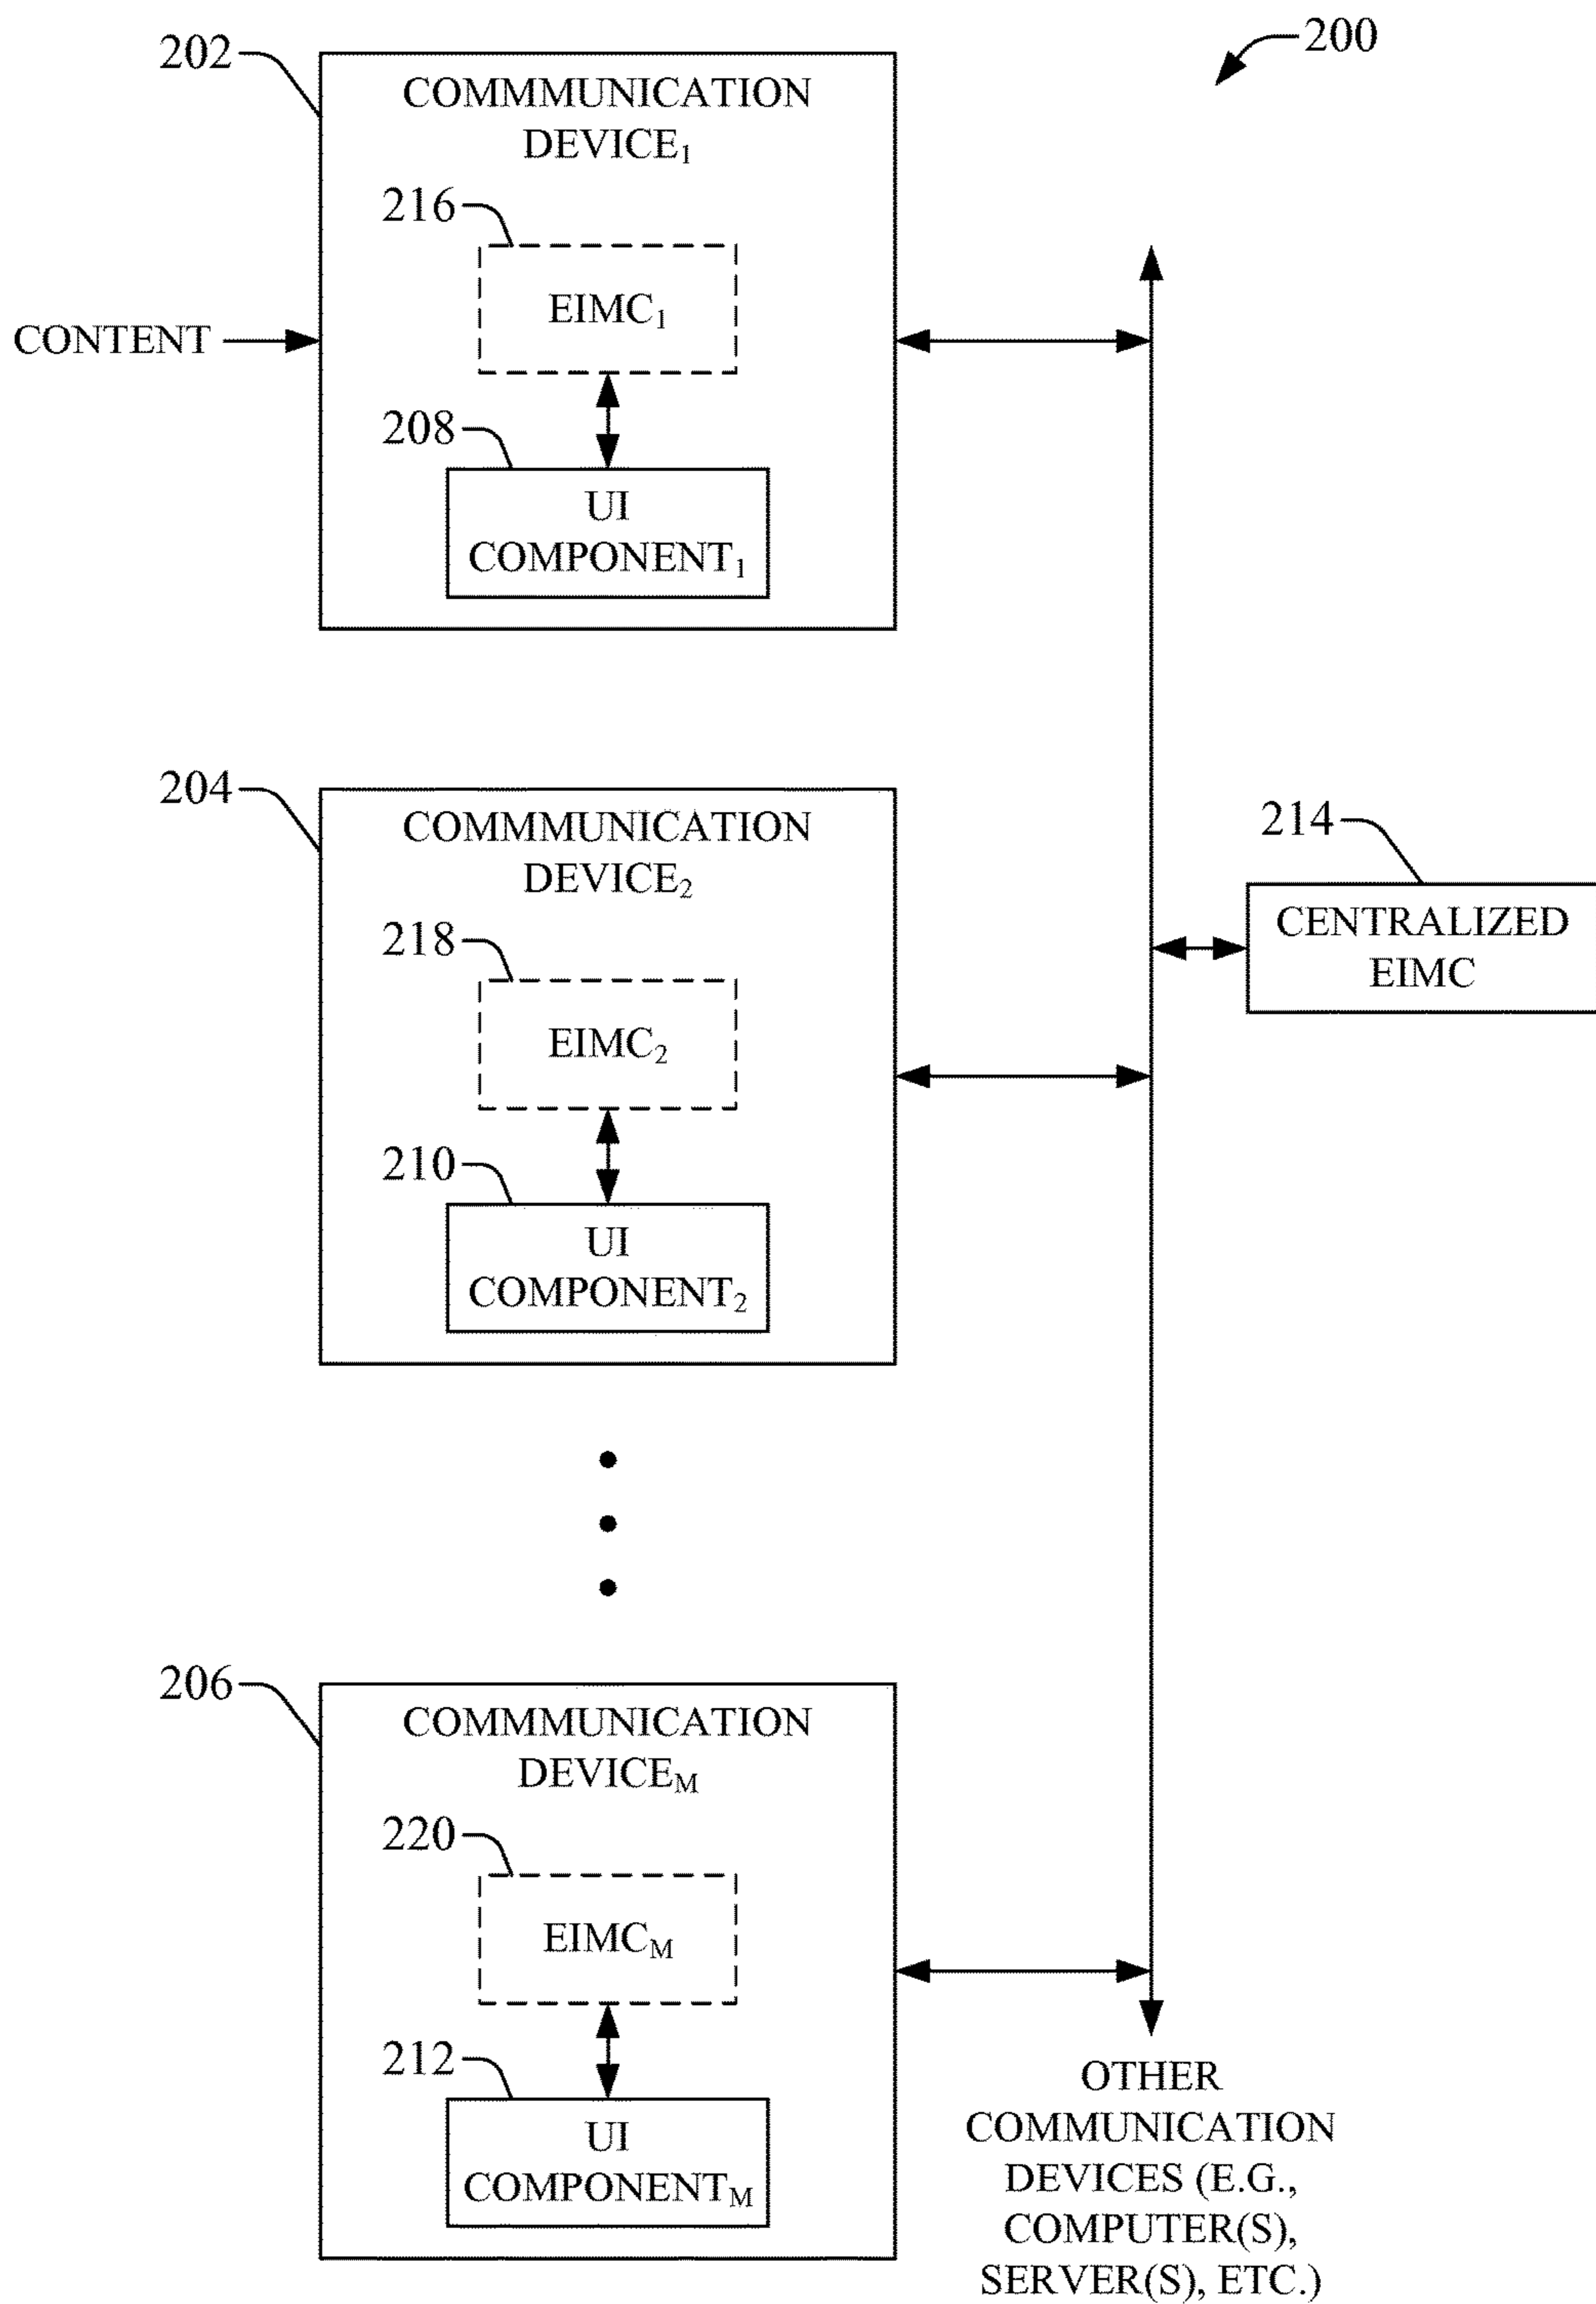 200
202
COMMMUNICATION
DEVICE₁
216
EIMC₁
CONTENT
208
UI
COMPONENT₁
204
COMMMUNICATION
DEVICE₂
214
CENTRALIZED
EIMC
218
EIMC₂
210
UI
COMPONENT₂
206
COMMMUNICATION
DEVICEM
220
EIMCM
212
UI
COMPONENTM
OTHER
COMMUNICATION
DEVICES (E.G.,
COMPUTER(S),
SERVER(S), ETC.)